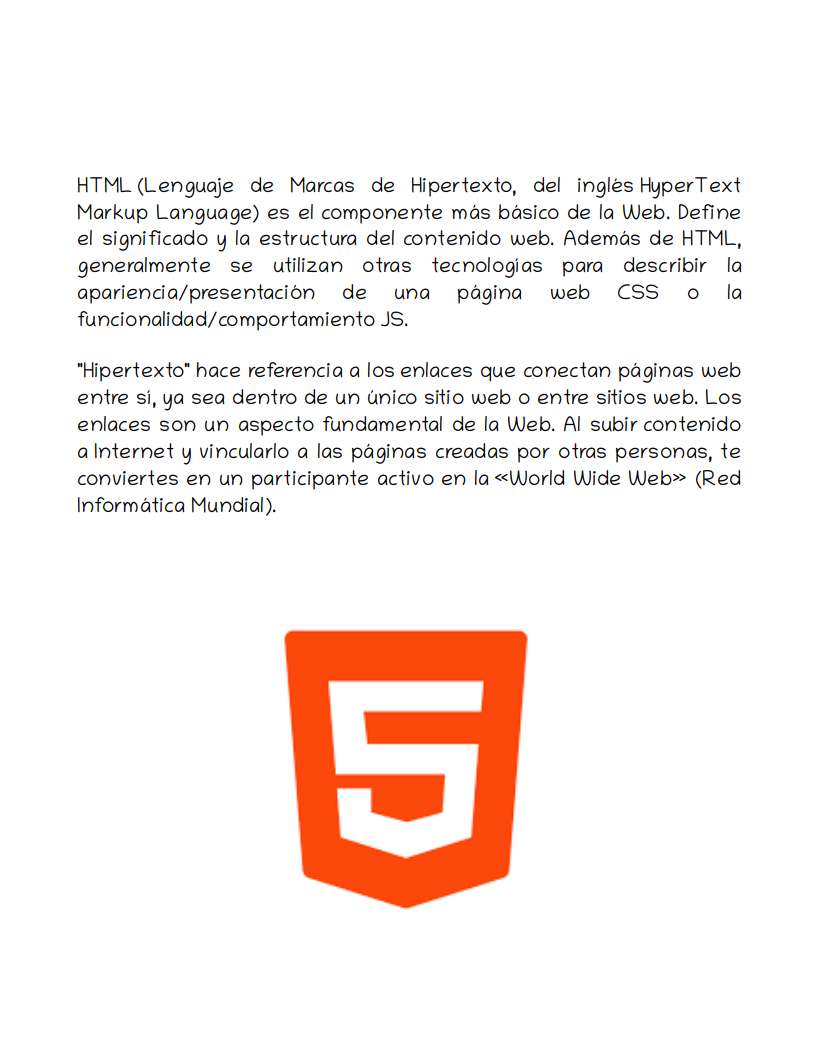 HTML (Lenguaje de Marcas de Hipertexto, del inglés HyperText
Markup Language) es el componente más básico de la Web. Define
el significado y la estructura del contenido web. Además de HTML,
generalmente se utilizan otras tecnologías para describir la
apariencia/presentación de una página web CSS o la
funcionalidad/comportamiento JS.
"Hipertexto" hace referencia a los enlaces que conectan páginas web
entre sí, ya sea dentro de un único sitio web o entre sitios web. Los
enlaces son un aspecto fundamental de la Web. Al subir contenido
a Internet y vincularlo a las páginas creadas por otras personas, te
conviertes en un participante activo en la «World Wide Web» (Red
Informática Mundial).
5